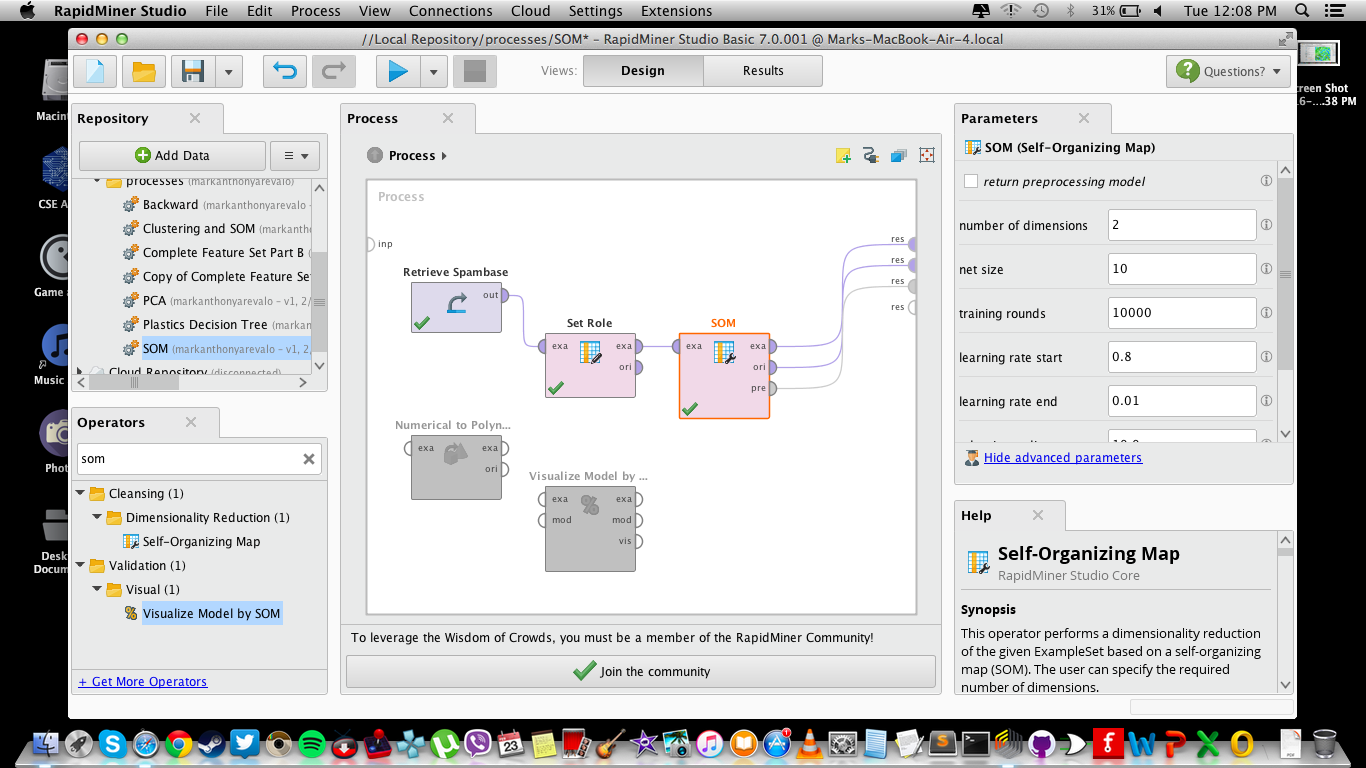 RapidMiner Studio File Edit Process View Connections Cloud Settings Extensions 31% Tue 12:08 PM
//Local Repository/processes/SOM* – RapidMiner Studio Basic 7.0.001 @ Marks-MacBook-Air-4.local
Views: Design Results Questions?
Repository
Add Data
processes (markanthonyarevalo)
Backward (markanthonyarevalo –
Clustering and SOM (markanth
Complete Feature Set Part B (
Copy of Complete Feature Se
PCA (markanthonyarevalo – v1, 2/
Plastics Decision Tree (markan
SOM (markanthonyarevalo – v1, 2,
Cloud Repository (disconnected)
Operators
som
Cleansing (1)
Dimensionality Reduction (1)
Self-Organizing Map
Validation (1)
Visual (1)
Visualize Model by SOM
+ Get More Operators
Process
Process
Process
inp
res
res
res
res
Retrieve Spambase
out
Set Role
exa exa
ori
SOM
exa exa
ori
pre
Numerical to Polyn...
exa exa
ori
Visualize Model by ...
exa exa
mod mod
vis
To leverage the Wisdom of Crowds, you must be a member of the RapidMiner Community!
Join the community
Parameters
SOM (Self-Organizing Map)
return preprocessing model
number of dimensions 2
net size 10
training rounds 10000
learning rate start 0.8
learning rate end 0.01
Hide advanced parameters
Help
Self-Organizing Map
RapidMiner Studio Core
Synopsis
This operator performs a dimensionality reduction
of the given ExampleSet based on a self-organizing
map (SOM). The user can specify the required
number of dimensions.
Macint
CSE A
Game
Music
Phot
Desk
Docum
reen Shot
6-....38 PM
23